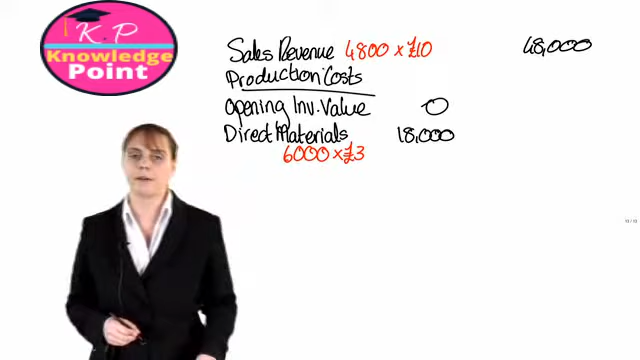 K.P
Knowledge
Point
Sales Revenue 4800 x £10 48,000
Production Costs
Opening Inv. Value 0
Direct Materials 18,000
6000 x £3